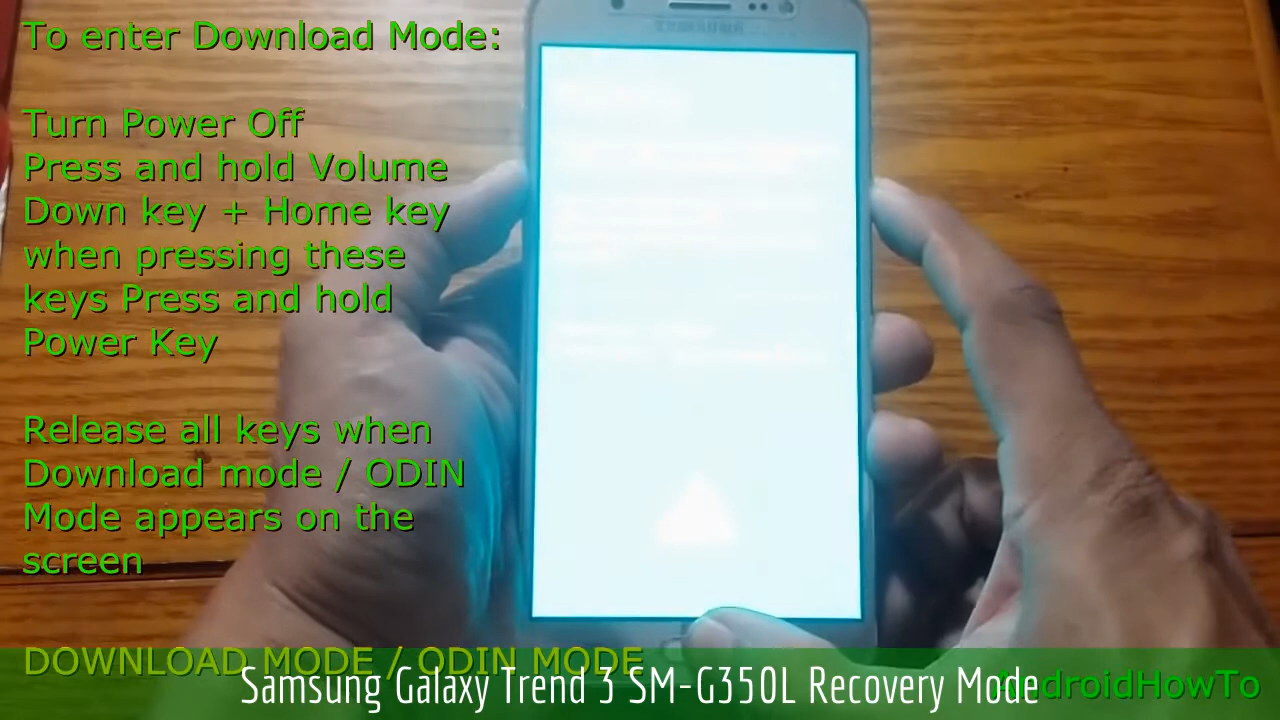 To enter Download Mode:
Turn Power Off
Press and hold Volume
Down key + Home key
when pressing these
keys Press and hold
Power Key
Release all keys when
Download mode / ODIN
Mode appears on the
screen
SAMSUNG
DOWNLOAD MODE / ODIN MODE
Samsung Galaxy Trend 3 SM-G350L Recovery Mode
AndroidHowTo